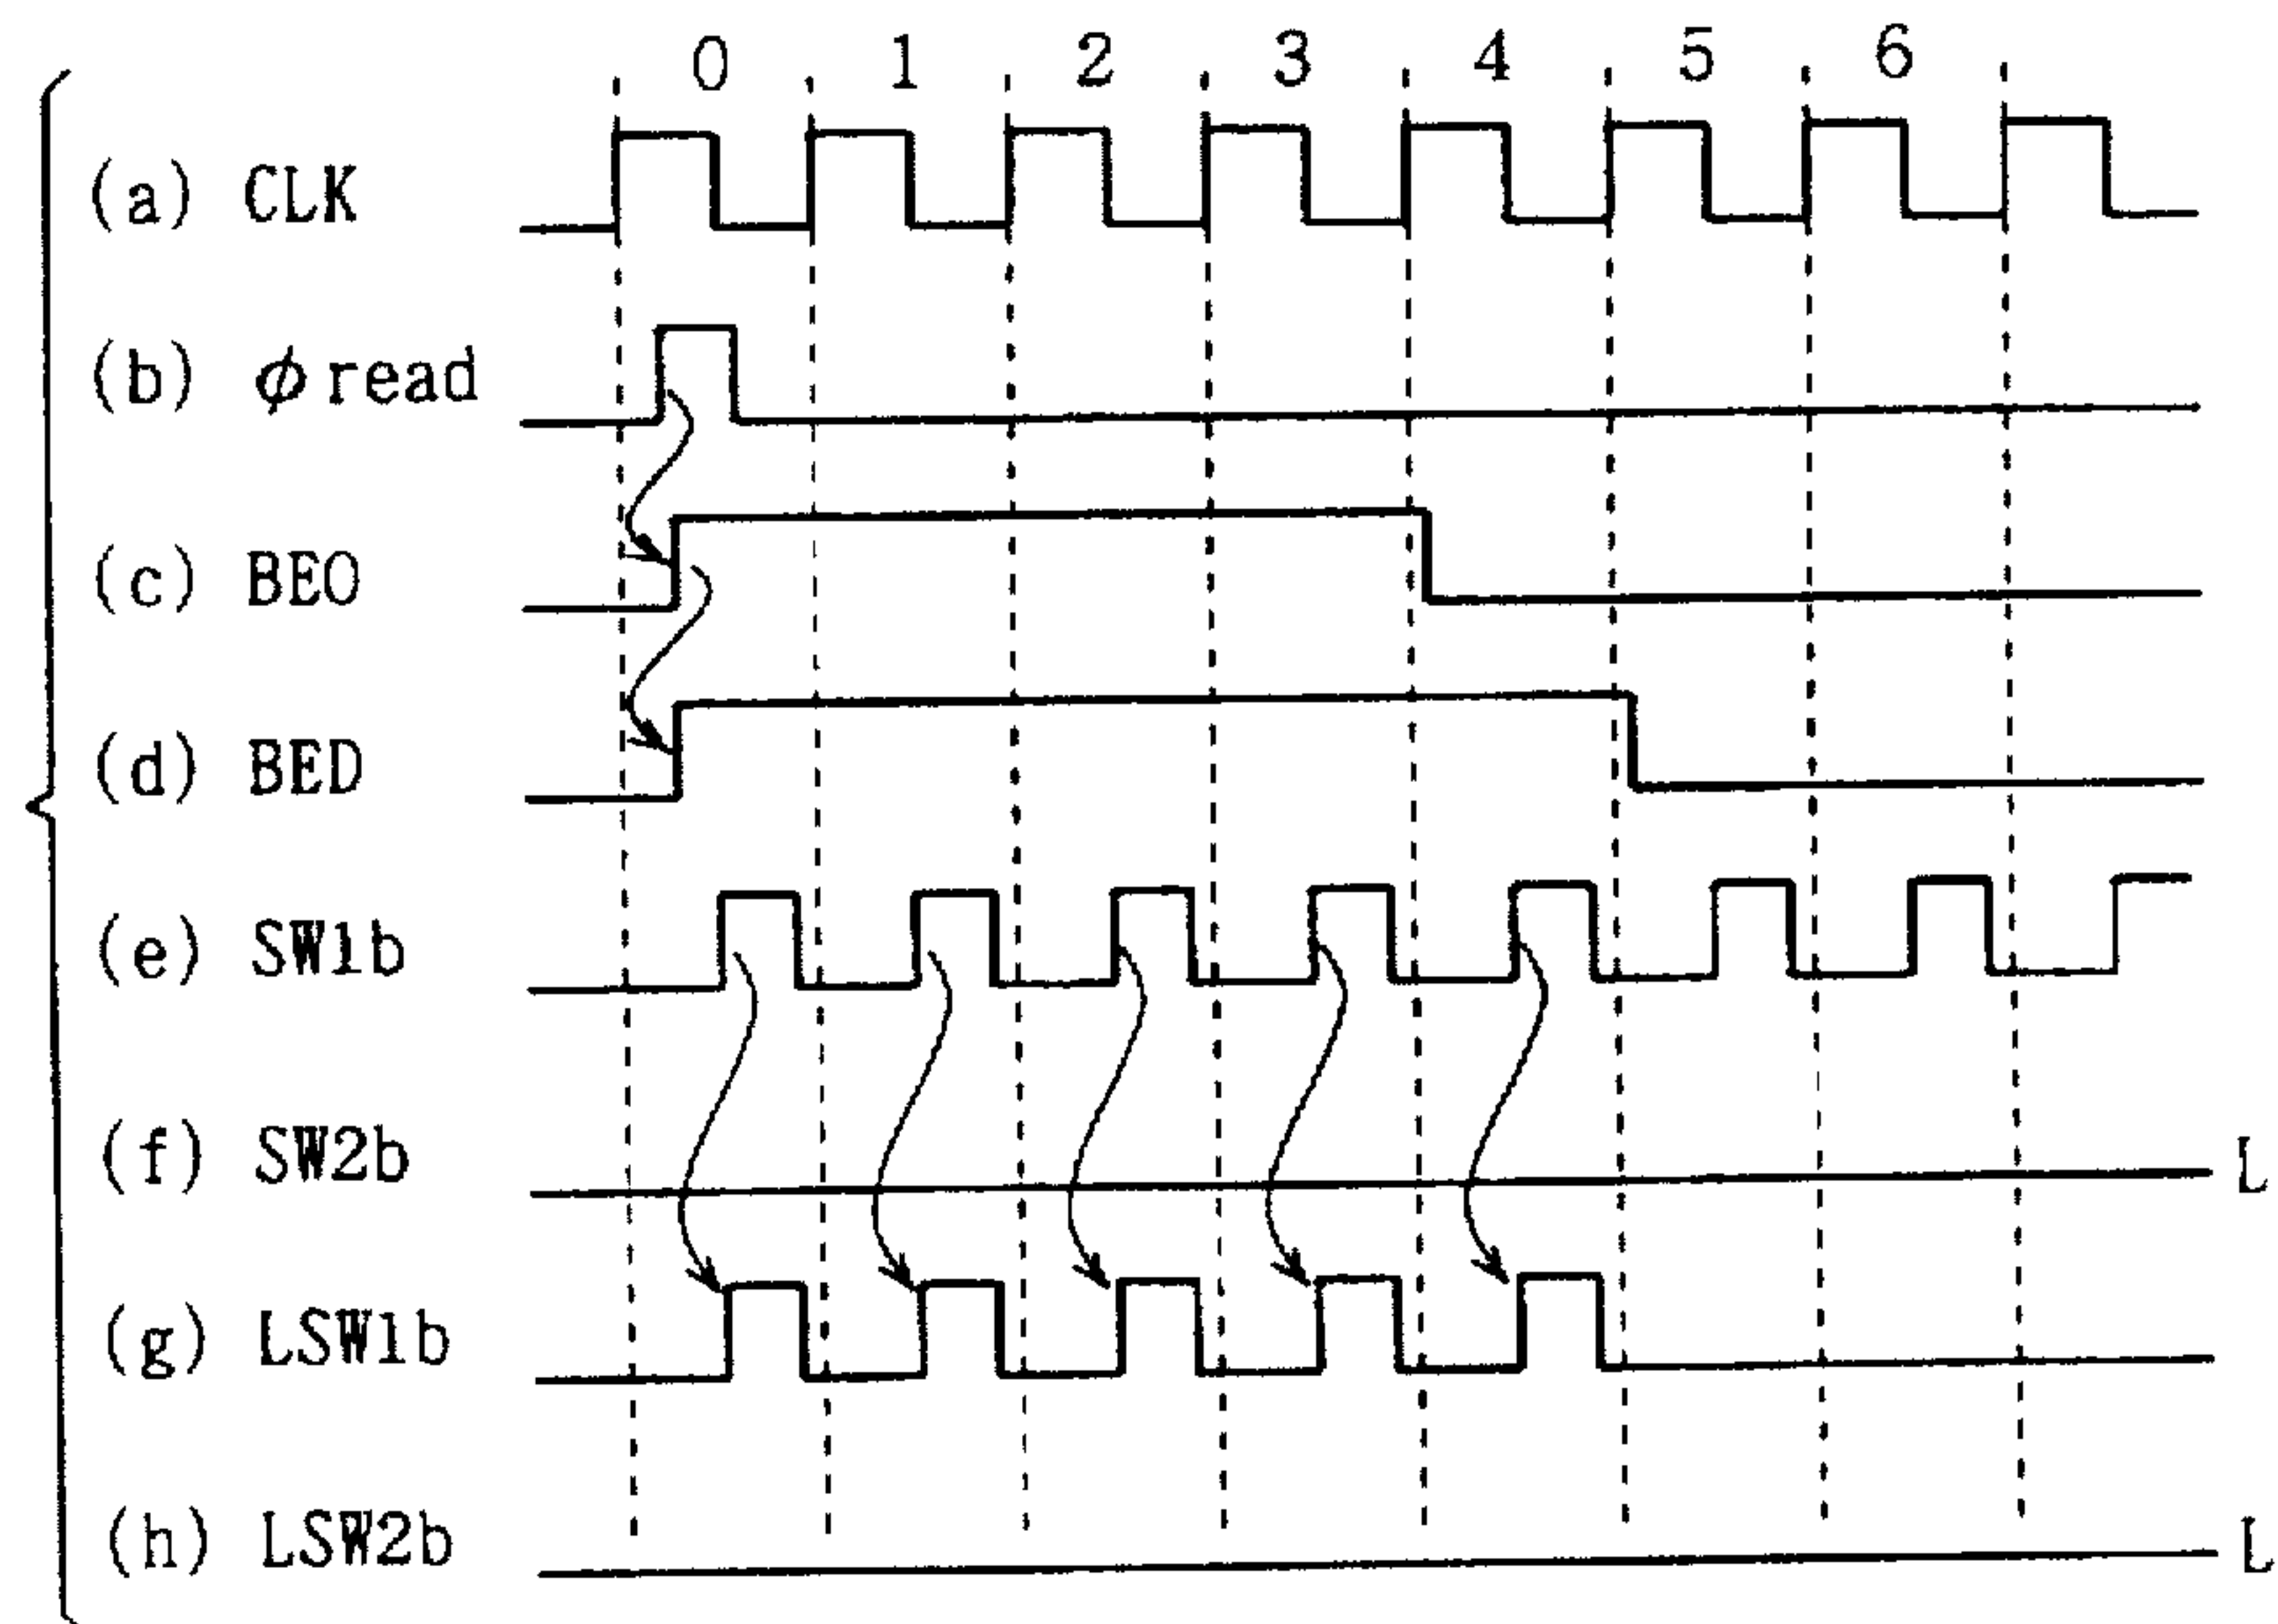 0 1 2 3 4 5 6
(a) CLK
(b) φread
(c) BEO
(d) BED
(e) SW1b
(f) SW2b L
(g) LSW1b
(h) LSW2b L